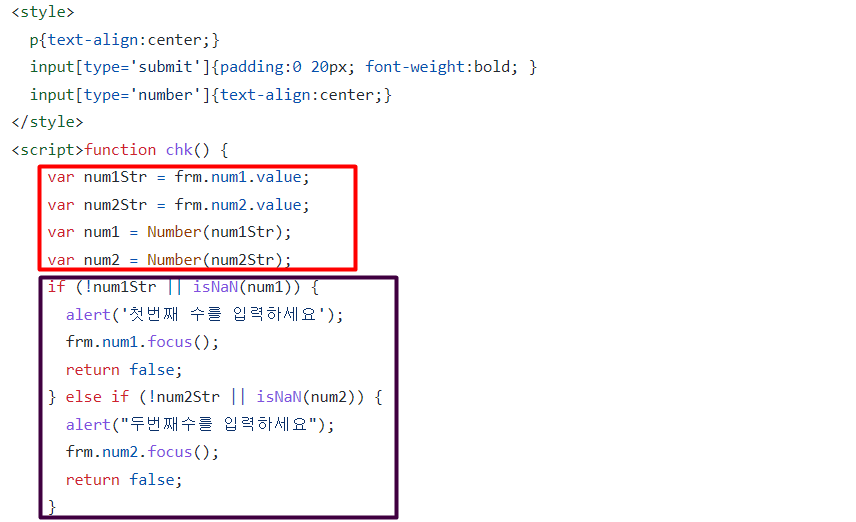 <style>
p{text-align:center;}
input[type='submit']{padding:0 20px; font-weight:bold; }
input[type='number']{text-align:center;}
</style>
<script>function chk() {
var num1Str = frm.num1.value;
var num2Str = frm.num2.value;
var num1 = Number(num1Str);
var num2 = Number(num2Str);
if (!num1Str || isNaN(num1)) {
alert('첫번째 수를 입력하세요');
frm.num1.focus();
return false;
} else if (!num2Str || isNaN(num2)) {
alert("두번째수를 입력하세요");
frm.num2.focus();
return false;
}